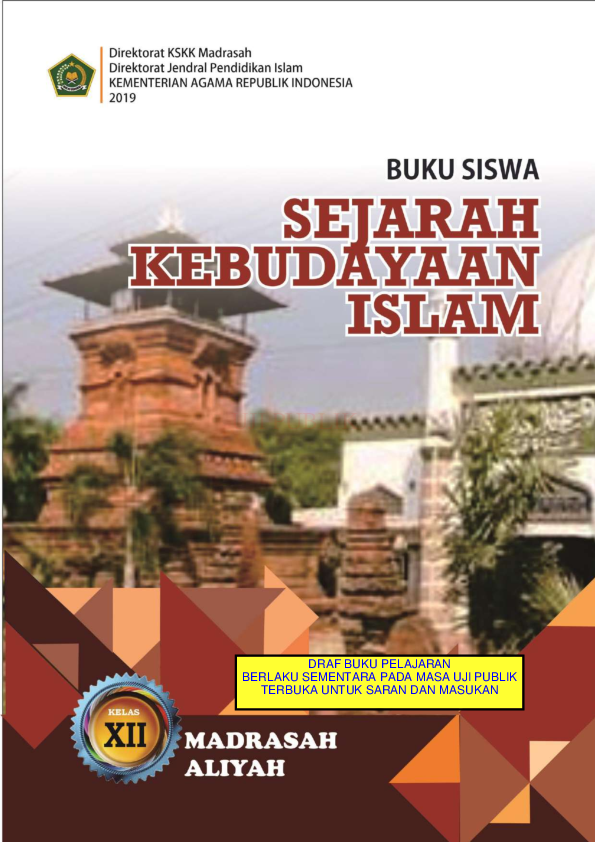 Direktorat KSKK Madrasah
Direktorat Jendral Pendidikan Islam
KEMENTERIAN AGAMA REPUBLIK INDONESIA
2019
BUKU SISWA
SEJARAH
KEBUDAYAAN
ISLAM
DRAF BUKU PELAJARAN
BERLAKU SEMENTARA PADA MASA UJI PUBLIK
TERBUKA UNTUK SARAN DAN MASUKAN
KELAS
XII
MADRASAH
ALIYAH